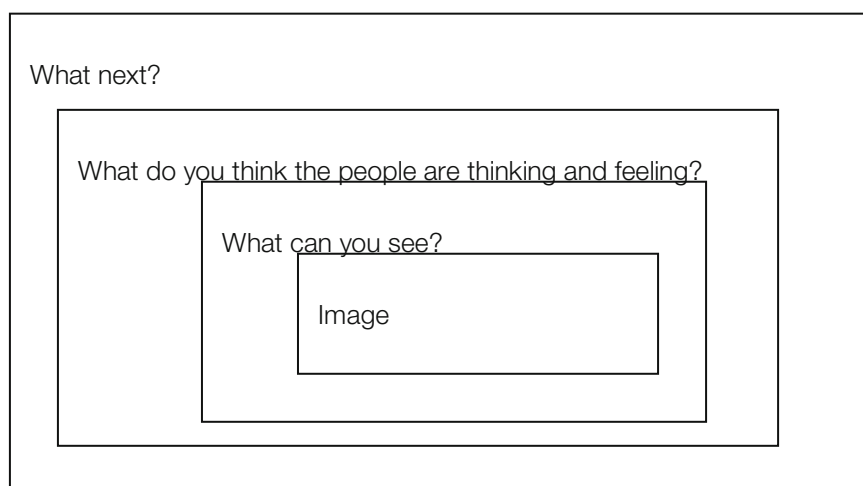 What next?
What do you think the people are thinking and feeling?
What can you see?
Image